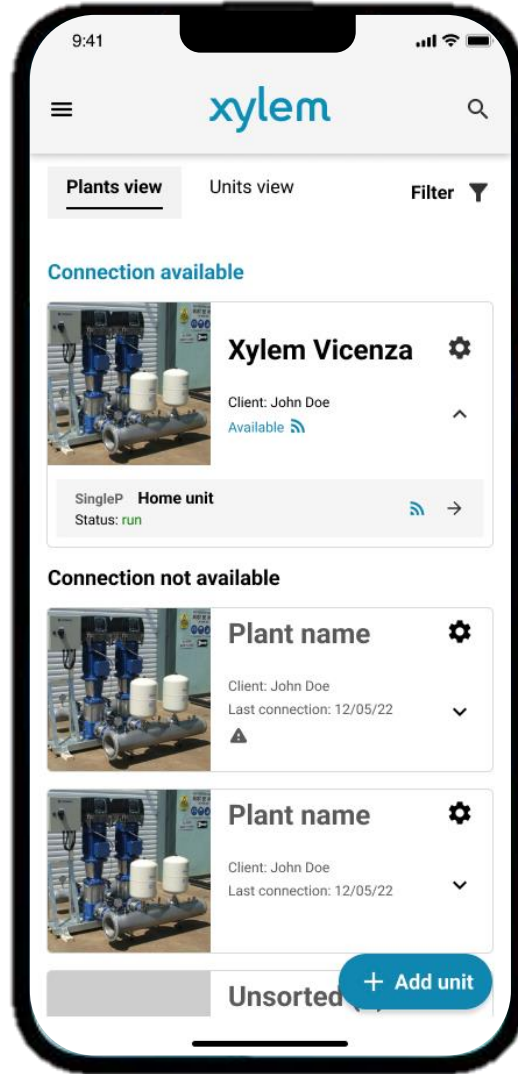 9:41
xylem
Plants view
Units view
Filter
Connection available
Xylem Vicenza
Client: John Doe
Available
SingleP Home unit
Status: run
Connection not available
Plant name
Client: John Doe
Last connection: 12/05/22
Plant name
Client: John Doe
Last connection: 12/05/22
Unsorted
+ Add unit